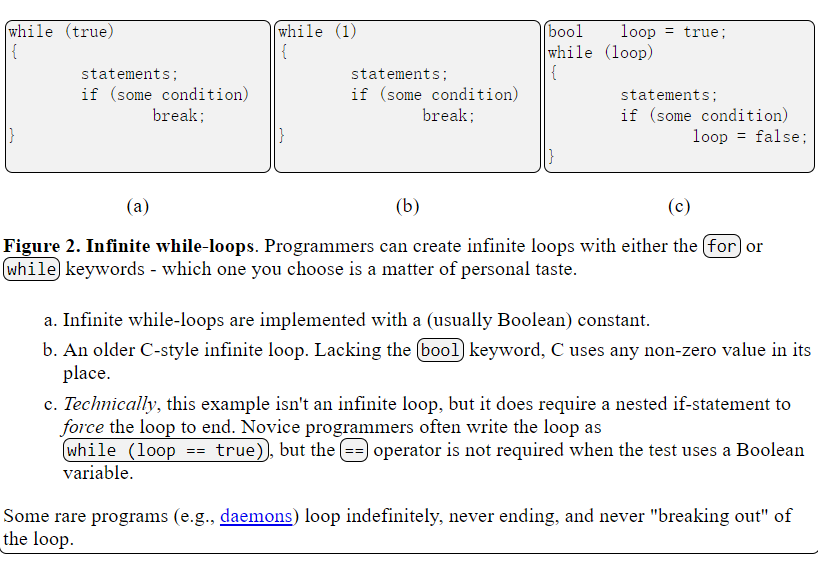 while (true)
{
statements;
if (some condition)
break;
}
(a)
while (1)
{
statements;
if (some condition)
break;
}
(b)
bool loop = true;
while (loop)
{
statements;
if (some condition)
loop = false;
}
(c)
Figure 2. Infinite while-loops. Programmers can create infinite loops with either the for or
while keywords - which one you choose is a matter of personal taste.
a. Infinite while-loops are implemented with a (usually Boolean) constant.
b. An older C-style infinite loop. Lacking the bool keyword, C uses any non-zero value in its
place.
c. Technically, this example isn't an infinite loop, but it does require a nested if-statement to
force the loop to end. Novice programmers often write the loop as
while (loop == true), but the == operator is not required when the test uses a Boolean
variable.
Some rare programs (e.g., daemons) loop indefinitely, never ending, and never "breaking out" of
the loop.